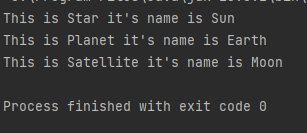 This is Star it's name is Sun
This is Planet it's name is Earth
This is Satellite it's name is Moon
Process finished with exit code 0